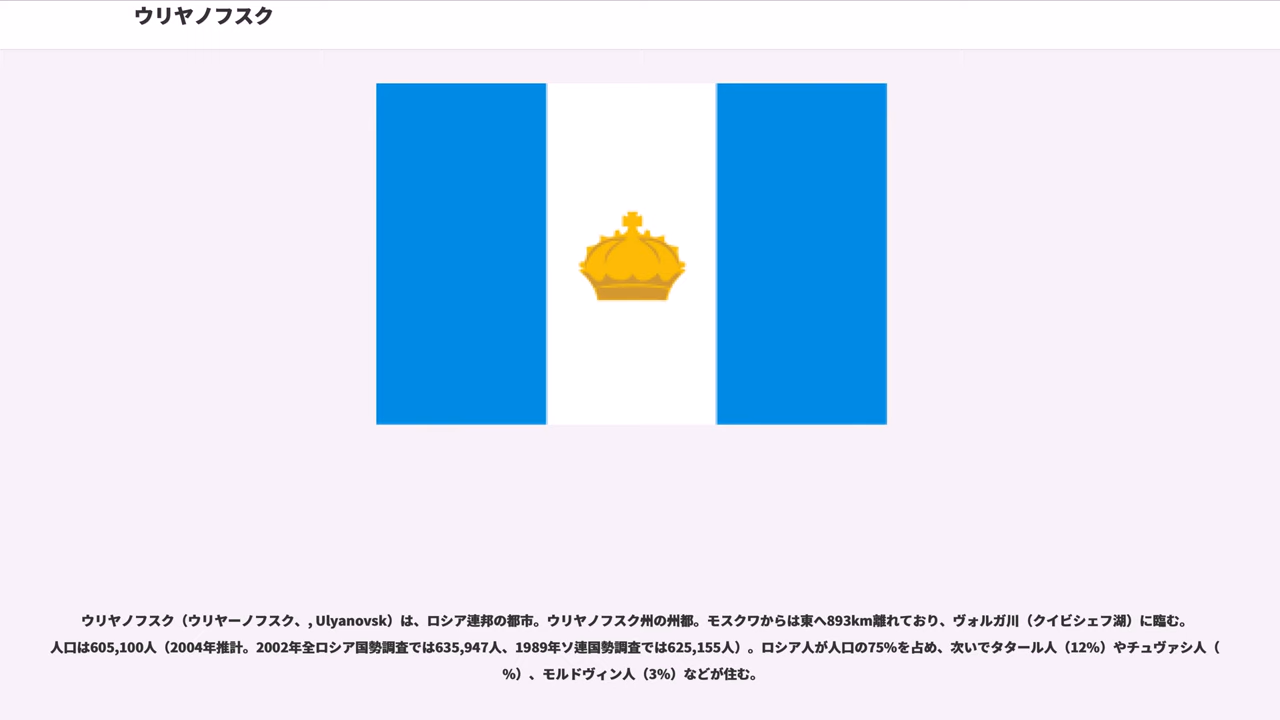 ウリヤノフスク
ウリヤノフスク（ウリヤーノフスク、, Ulyanovsk）は、ロシア連邦の都市。ウリヤノフスク州の州都。モスクワからは東へ893km離れており、ヴォルガ川（クイビシェフ湖）に臨む。
人口は605,100人（2004年推計。2002年全ロシア国勢調査では635,947人、1989年ソ連国勢調査では625,155人）。ロシア人が人口の75%を占め、次いでタタール人（12%）やチュヴァシ人（
%）、モルドヴィン人（3%）などが住む。